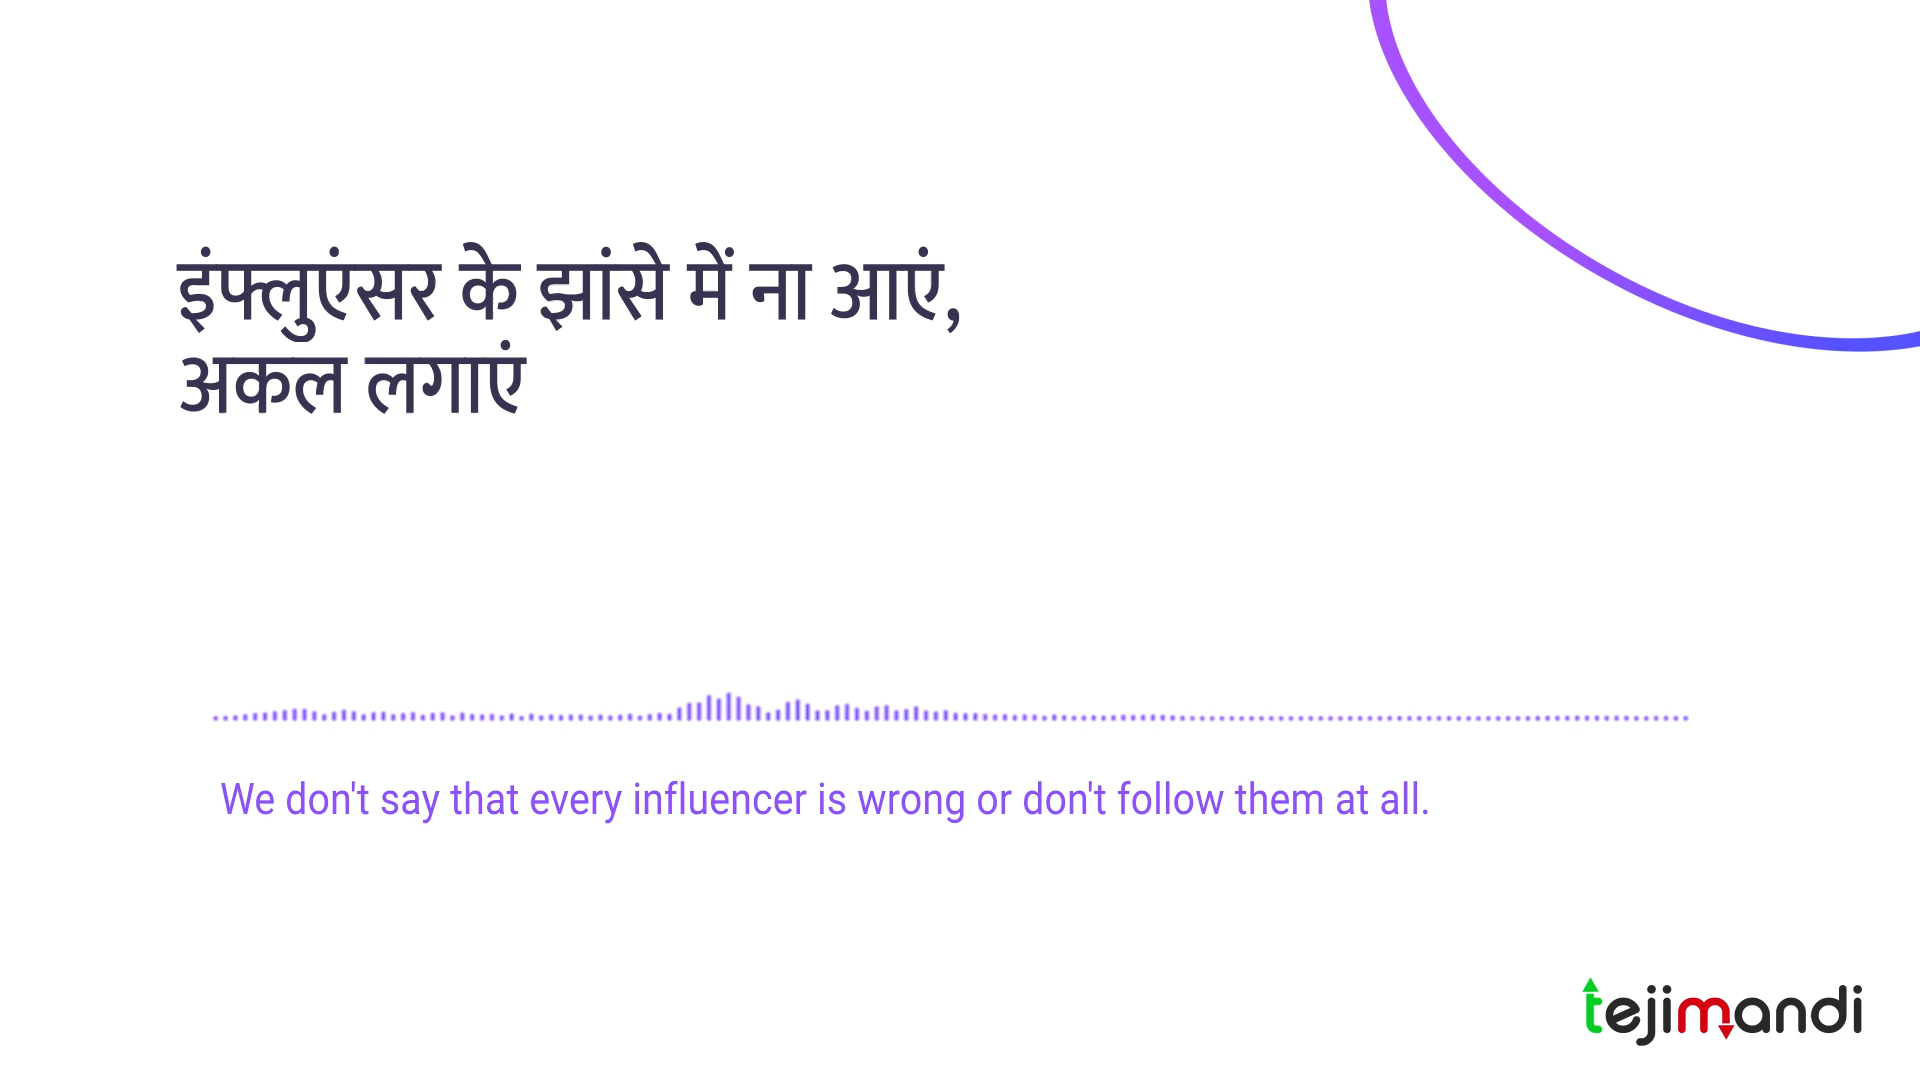 इंफ्लुएंसर के झांसे में ना आएं,
अकल लगाएं
We don't say that every influencer is wrong or don't follow them at all.
tejimandi